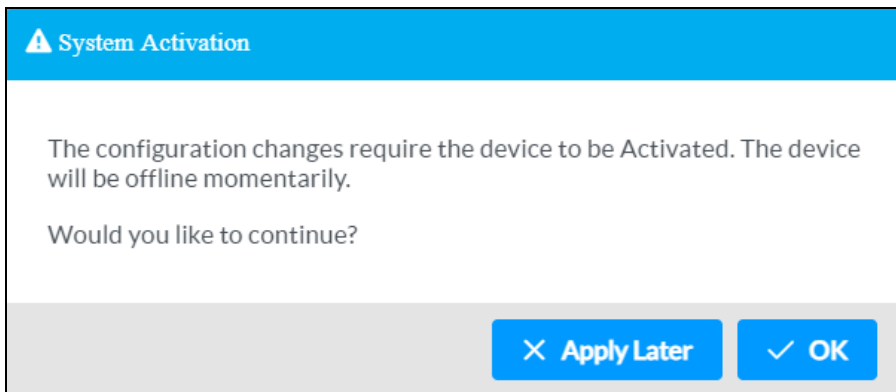 System Activation
The configuration changes require the device to be Activated. The device
will be offline momentarily.
Would you like to continue?
Apply Later
OK